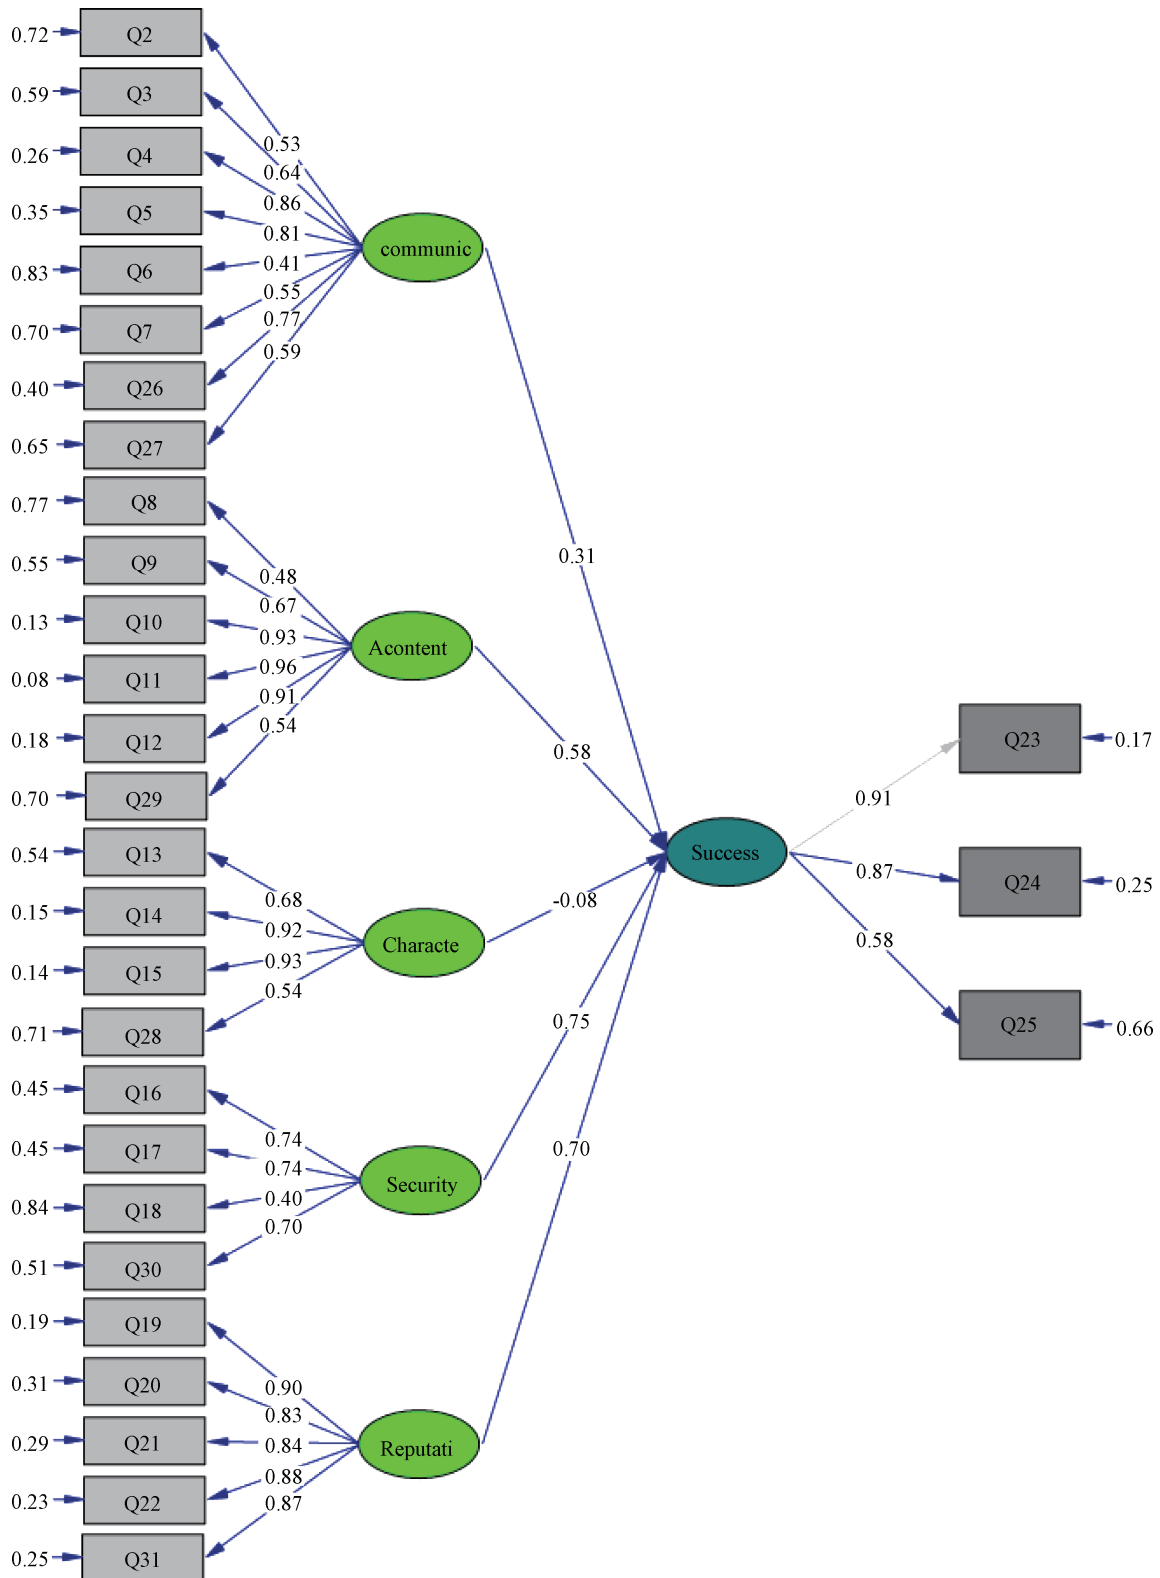 0.72 Q2
0.59 Q3
0.26 Q4
0.35 Q5
0.83 Q6
0.70 Q7
0.40 Q26
0.65 Q27
0.53
0.64
0.86
0.81
0.41
0.55
0.77
0.59
communic
0.31
0.77 Q8
0.55 Q9
0.13 Q10
0.08 Q11
0.18 Q12
0.70 Q29
0.48
0.67
0.93
0.96
0.91
0.54
Acontent
0.58
0.54 Q13
0.15 Q14
0.14 Q15
0.71 Q28
0.68
0.92
0.93
0.54
Characte
-0.08
0.45 Q16
0.45 Q17
0.84 Q18
0.51 Q30
0.74
0.74
0.40
0.70
Security
0.75
0.19 Q19
0.31 Q20
0.29 Q21
0.23 Q22
0.25 Q31
0.90
0.83
0.84
0.88
0.87
Reputati
0.70
Success
0.91
0.87
0.58
Q23 0.17
Q24 0.25
Q25 0.66